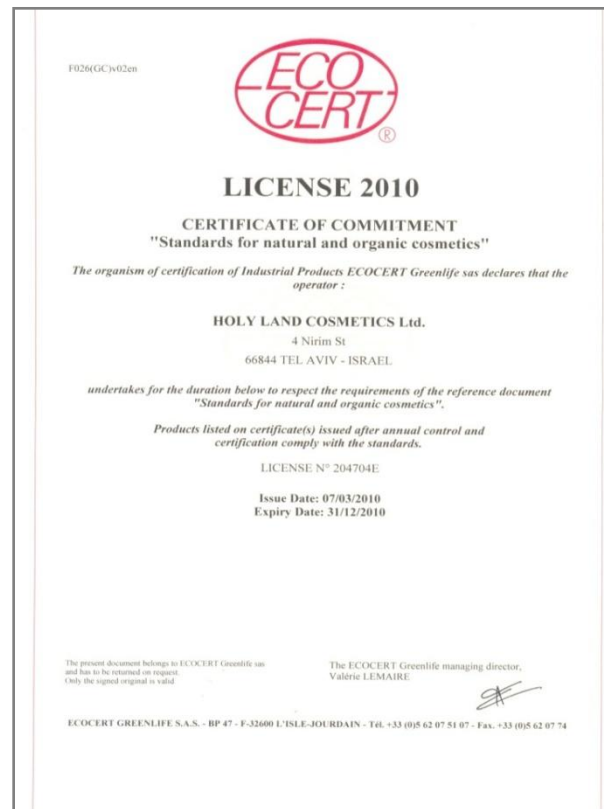 F026(GC)v02en
ECO
CERT
®
LICENSE 2010
CERTIFICATE OF COMMITMENT
"Standards for natural and organic cosmetics"
The organism of certification of Industrial Products ECOCERT Greenlife sas declares that the
operator :
HOLY LAND COSMETICS Ltd.
4 Nirim St
66844 TEL AVIV - ISRAEL
undertakes for the duration below to respect the requirements of the reference document
"Standards for natural and organic cosmetics".
Products listed on certificate(s) issued after annual control and
certification comply with the standards.
LICENSE N° 204704E
Issue Date: 07/03/2010
Expiry Date: 31/12/2010
The present document belongs to ECOCERT Greenlife sas
and has to be returned on request.
Only the signed original is valid
The ECOCERT Greenlife managing director,
Valérie LEMAIRE
ECOCERT GREENLIFE S.A.S. - BP 47 - F-32600 L'ISLE-JOURDAIN - Tél. +33 (0)5 62 07 51 07 - Fax. +33 (0)5 62 07 74